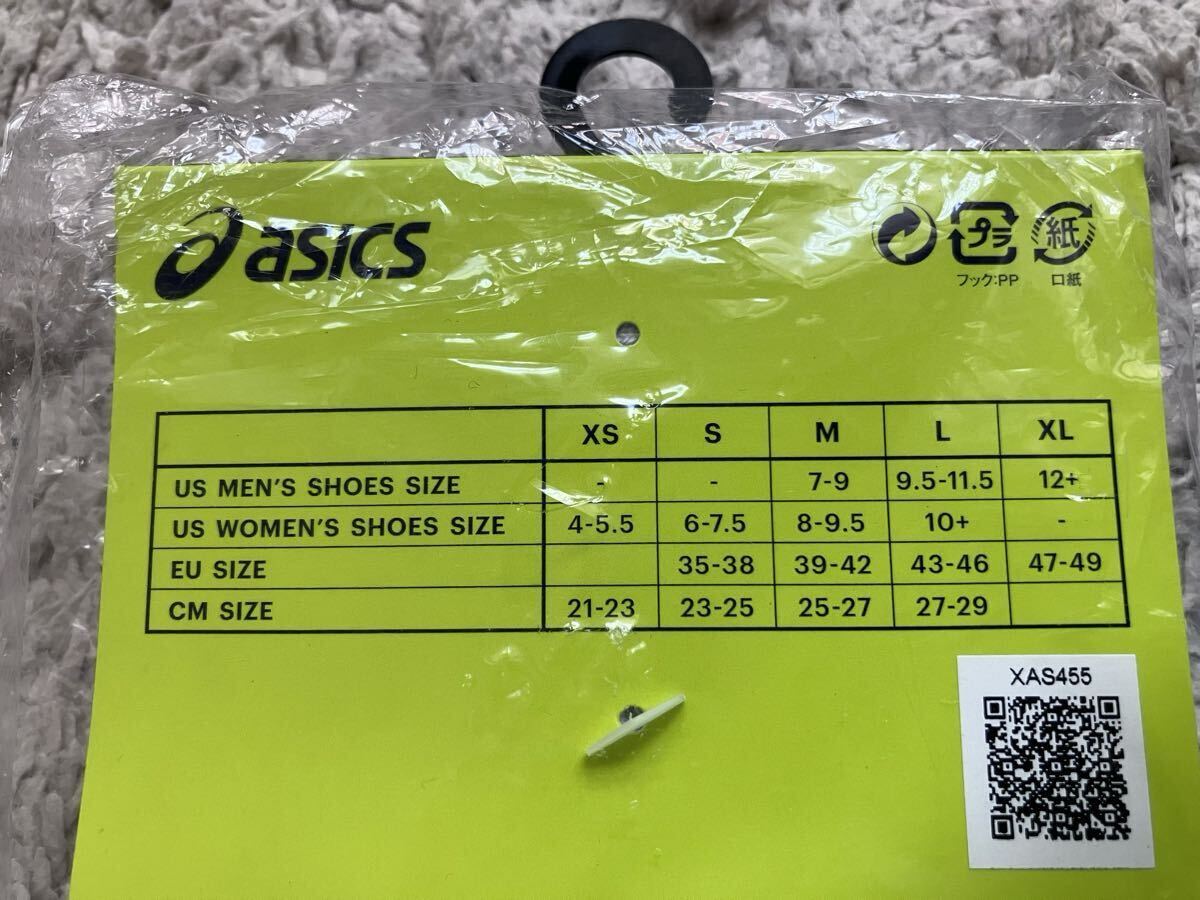 asics
プラ 紙
フック:PP 口紙
XS S M L XL
US MEN'S SHOES SIZE - - 7-9 9.5-11.5 12+
US WOMEN'S SHOES SIZE 4-5.5 6-7.5 8-9.5 10+ -
EU SIZE 35-38 39-42 43-46 47-49
CM SIZE 21-23 23-25 25-27 27-29
XAS455